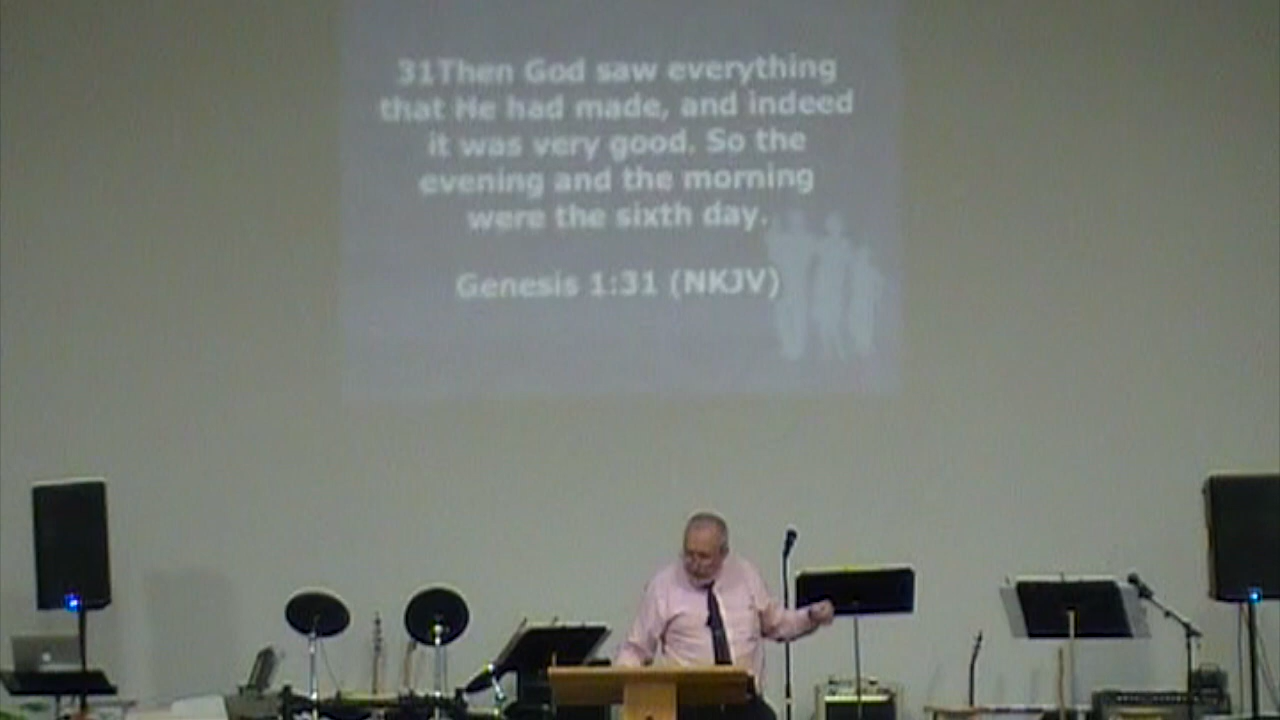 31Then God saw everything
that He had made, and indeed
it was very good. So the
evening and the morning
were the sixth day.
Genesis 1:31 (NKJV)